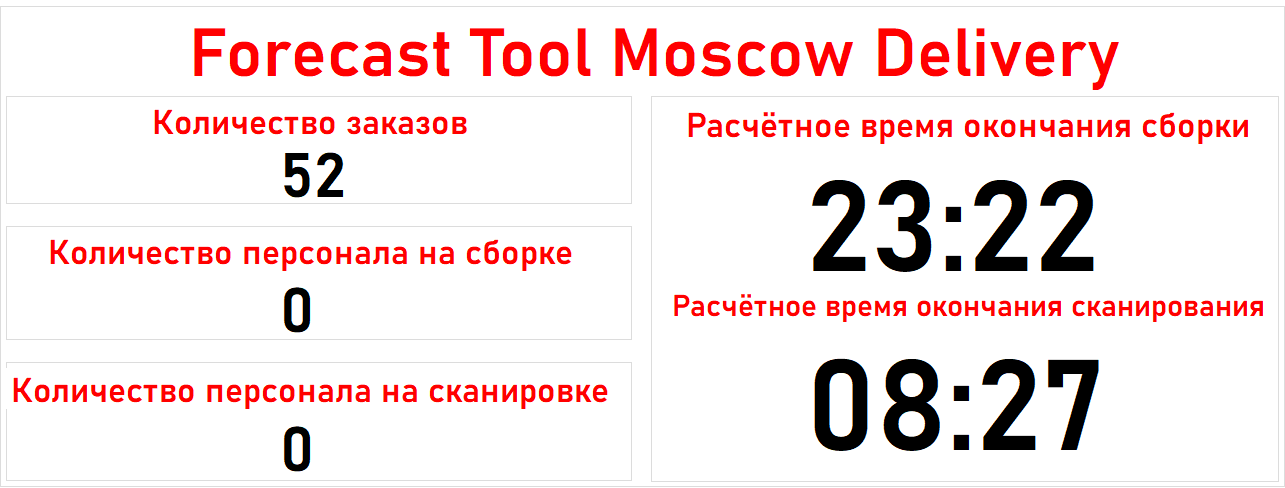 Forecast Tool Moscow Delivery
Количество заказов
52
Количество персонала на сборке
0
Количество персонала на сканировке
0
Расчётное время окончания сборки
23:22
Расчётное время окончания сканирования
08:27